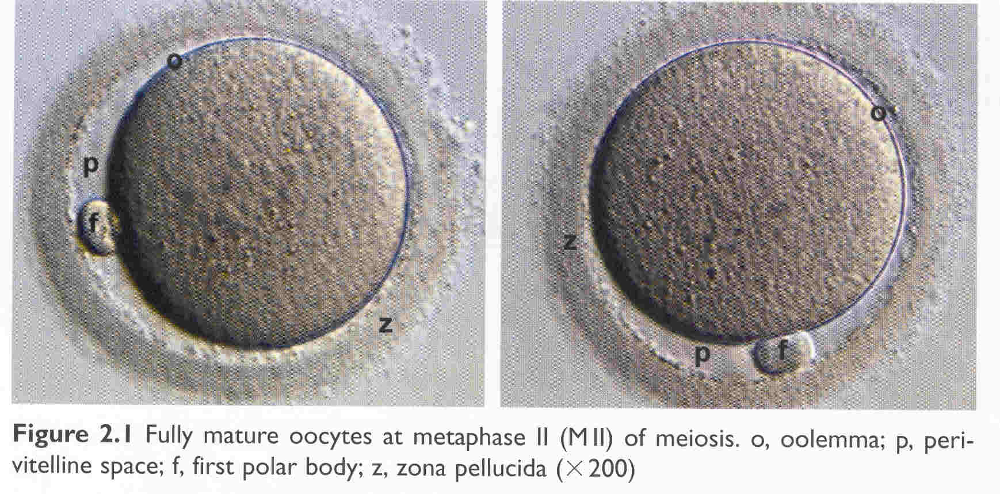 o
p
f
z
o
z
p
f
Figure 2.1 Fully mature oocytes at metaphase II (M II) of meiosis. o, oolemma; p, peri-
vitelline space; f, first polar body; z, zona pellucida (×200)